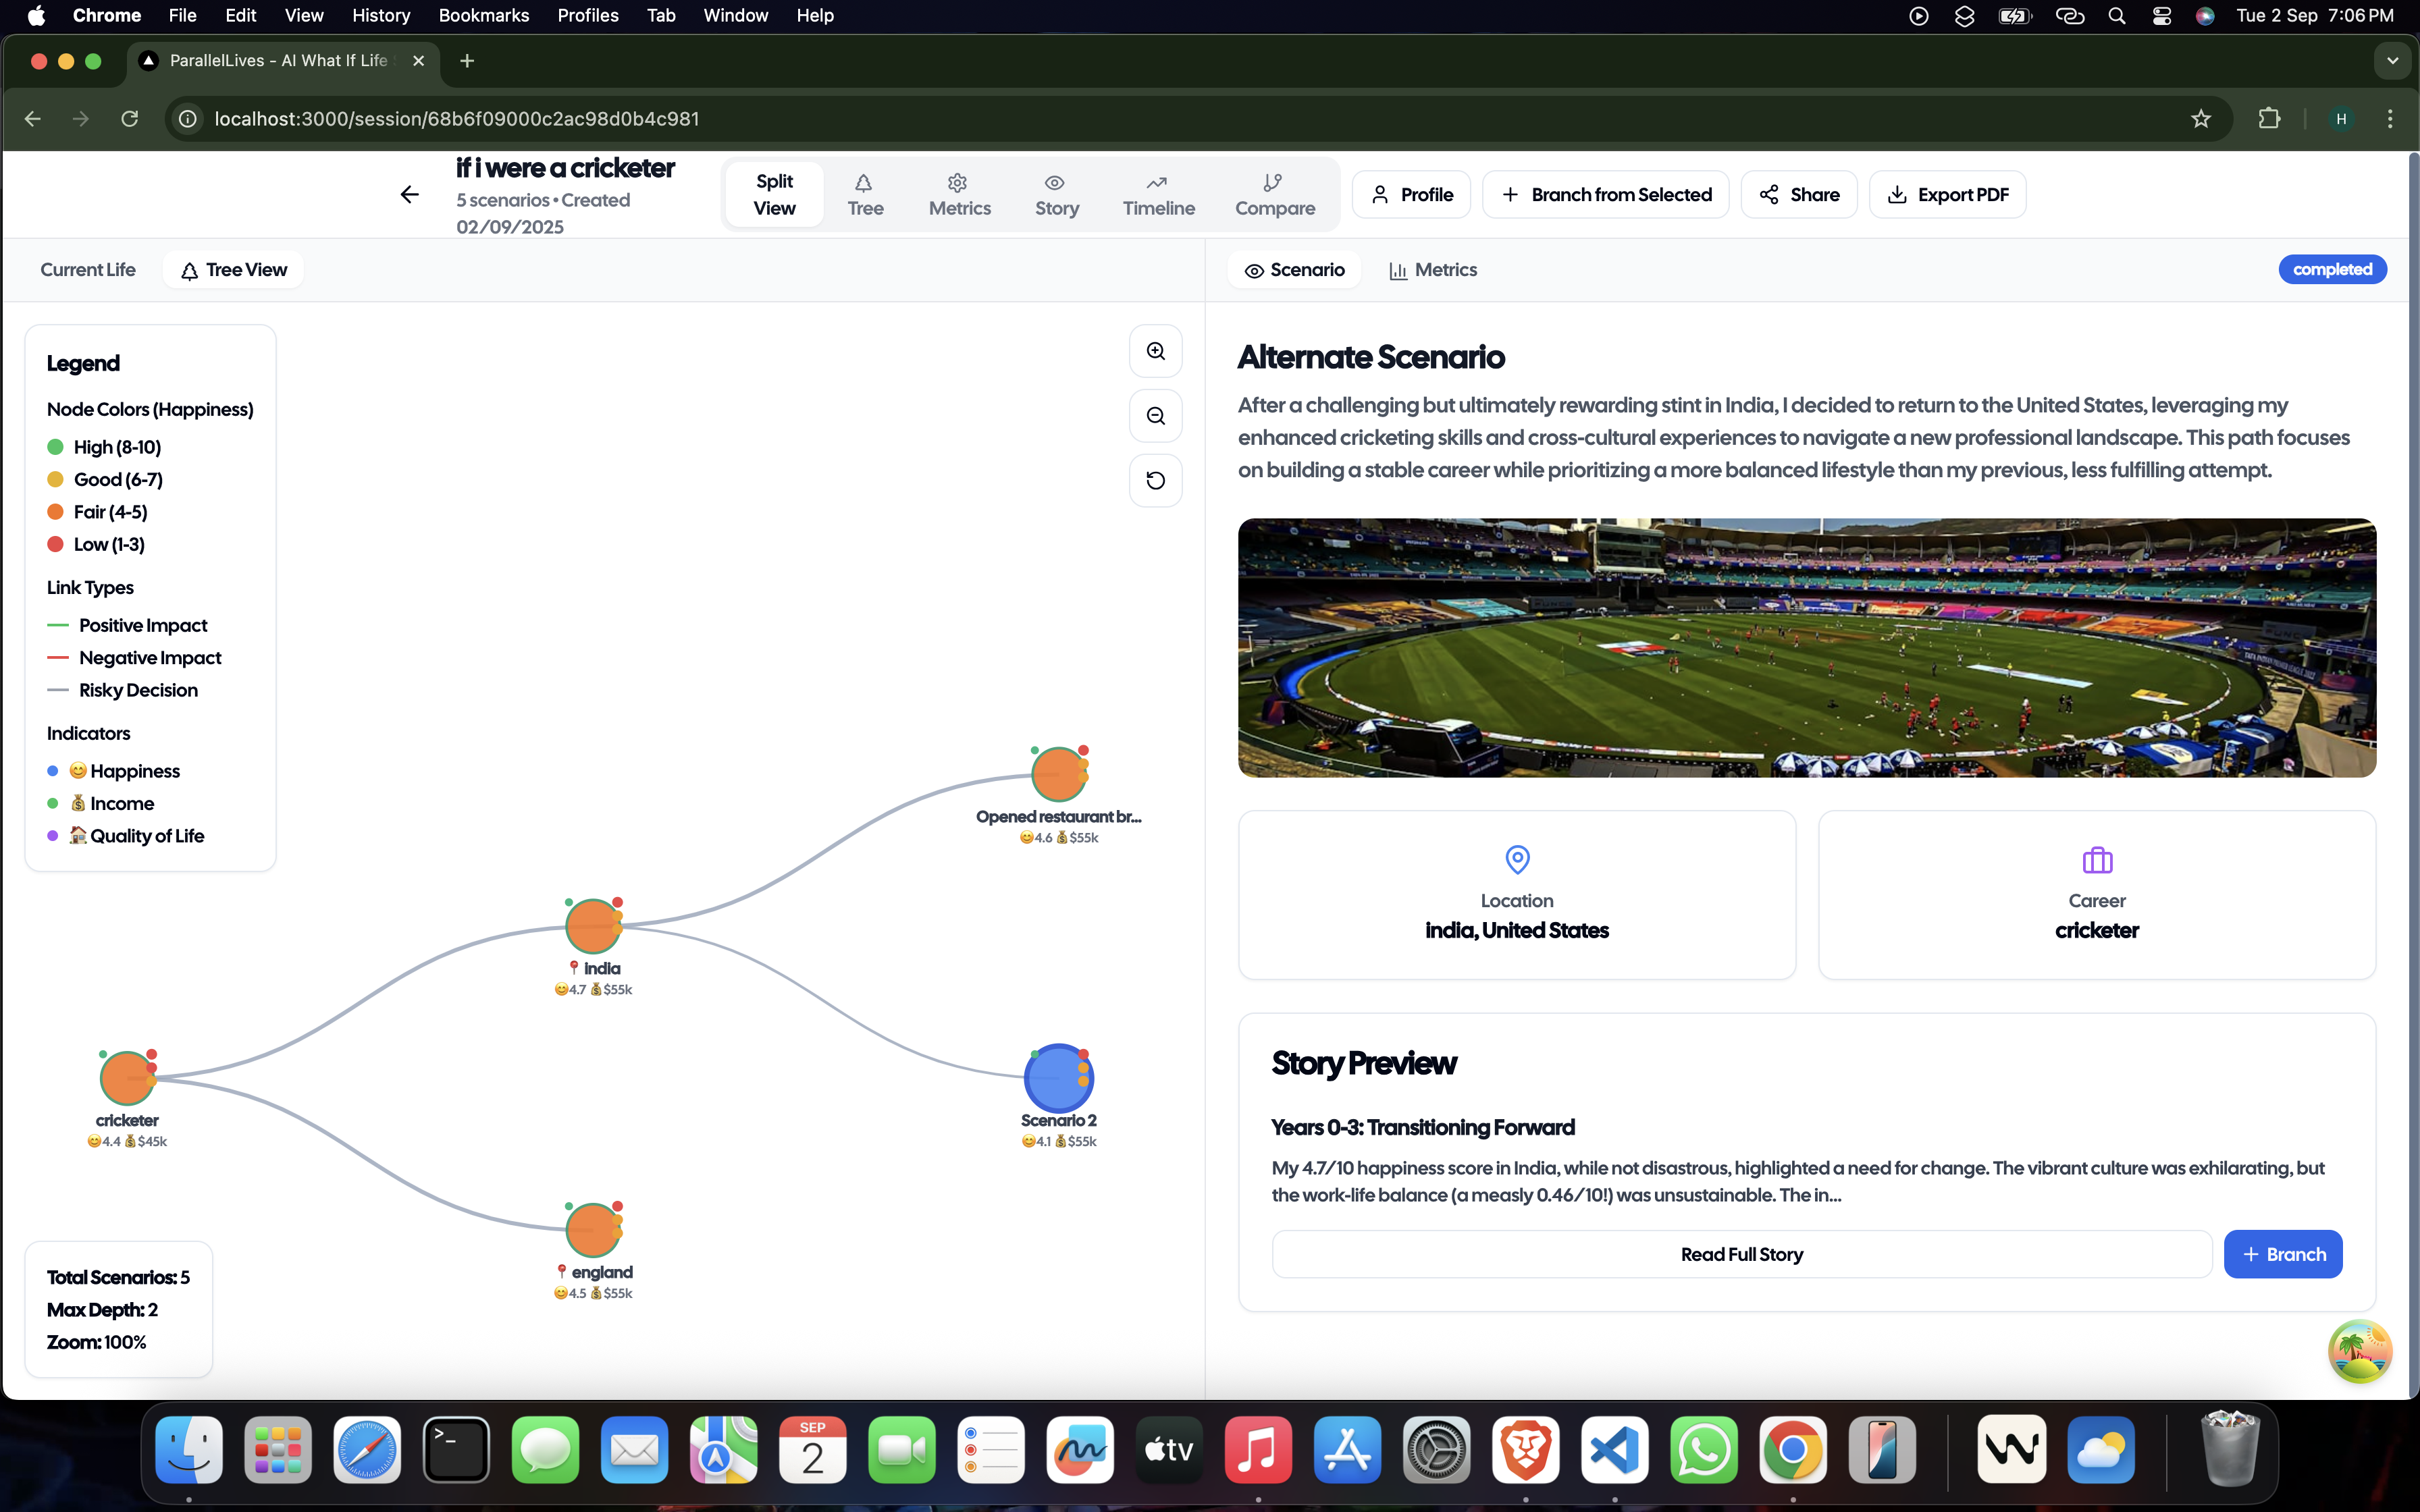 Chrome File Edit View History Bookmarks Profiles Tab Window Help
Tue 2 Sep 7:06 PM
ParallelLives - AI What If Life
localhost:3000/session/68b6f09000c2ac98d0b4c981
H
if i were a cricketer
5 scenarios • Created
02/09/2025
Split
View
Tree
Metrics
Story
Timeline
Compare
Profile
Branch from Selected
Share
Export PDF
Current Life
Tree View
Scenario
Metrics
completed
Legend
Node Colors (Happiness)
High (8-10)
Good (6-7)
Fair (4-5)
Low (1-3)
Link Types
Positive Impact
Negative Impact
Risky Decision
Indicators
😊 Happiness
💰 Income
🏠 Quality of Life
Opened restaurant br...
😊4.6 💰$55k
📍 india
😊4.7 💰$55k
cricketer
😊4.4 💰$45k
Scenario 2
😊4.1 💰$55k
📍 england
😊4.5 💰$55k
Total Scenarios: 5
Max Depth: 2
Zoom: 100%
Alternate Scenario
After a challenging but ultimately rewarding stint in India, I decided to return to the United States, leveraging my
enhanced cricketing skills and cross-cultural experiences to navigate a new professional landscape. This path focuses
on building a stable career while prioritizing a more balanced lifestyle than my previous, less fulfilling attempt.
Location
india, United States
Career
cricketer
Story Preview
Years 0-3: Transitioning Forward
My 4.7/10 happiness score in India, while not disastrous, highlighted a need for change. The vibrant culture was exhilarating, but
the work-life balance (a measly 0.46/10!) was unsustainable. The in...
Read Full Story
+ Branch
SEP
2
tv